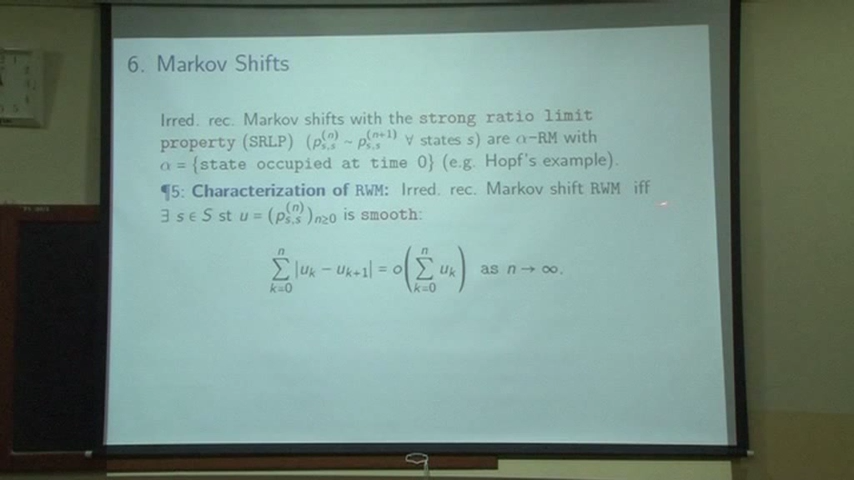 6. Markov Shifts
Irred. rec. Markov shifts with the strong ratio limit
property (SRLP) (p_{s,s}^{(n)} ~ p_{s,s}^{(n+1)} ∀ states s) are α-RM with
α = {state occupied at time 0} (e.g. Hopf's example).
¶5: Characterization of RWM: Irred. rec. Markov shift RWM iff
∃ s ∈ S st u = (p_{s,s}^{(n)})_{n≥0} is smooth:
\sum_{k=0}^{n} |u_k − u_{k+1}| = o(\sum_{k=0}^{n} u_k) as n → ∞.